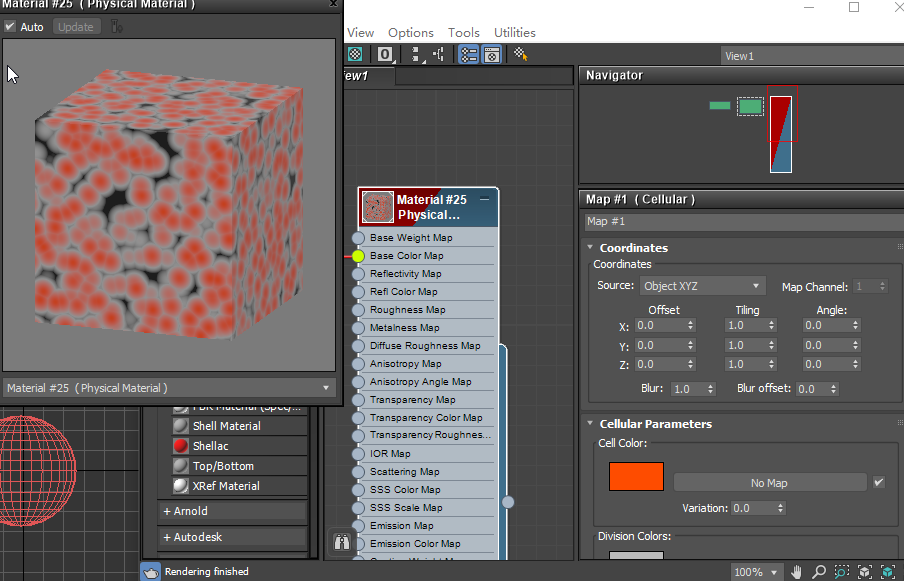 Material #25 ( Physical Material )
Auto
Update
View
Options
Tools
Utilities
0
View1
View1
Navigator
Material #25
Physical...
Base Weight Map
Base Color Map
Reflectivity Map
Refl Color Map
Roughness Map
Metalness Map
Diffuse Roughness Map
Anisotropy Map
Anisotropy Angle Map
Transparency Map
Transparency Color Map
Transparency Roughnes...
IOR Map
Scattering Map
SSS Color Map
SSS Scale Map
Emission Map
Emission Color Map
Map #1 ( Cellular )
Map #1
Coordinates
Coordinates
Source: Object XYZ
Map Channel: 1
Offset Tiling Angle:
X: 0.0 1.0 0.0
Y: 0.0 1.0 0.0
Z: 0.0 1.0 0.0
Blur: 1.0 Blur offset: 0.0
Cellular Parameters
Cell Color:
No Map
Variation: 0.0
Division Colors:
Material #25 ( Physical Material )
Shell Material
Shellac
Top/Bottom
XRef Material
+ Arnold
+ Autodesk
Rendering finished
100%